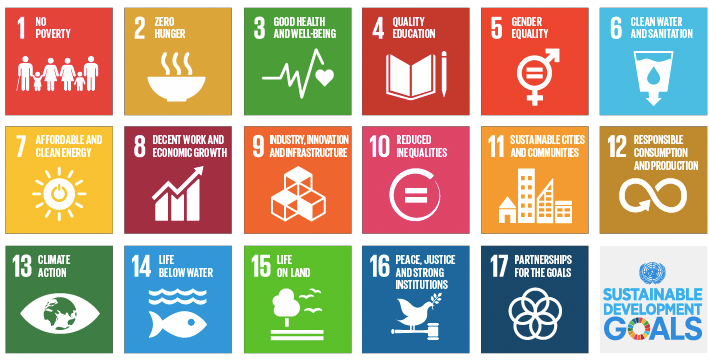 1 NO
POVERTY
2 ZERO
HUNGER
3 GOOD HEALTH
AND WELL-BEING
4 QUALITY
EDUCATION
5 GENDER
EQUALITY
6 CLEAN WATER
AND SANITATION
7 AFFORDABLE AND
CLEAN ENERGY
8 DECENT WORK AND
ECONOMIC GROWTH
9 INDUSTRY, INNOVATION
AND INFRASTRUCTURE
10 REDUCED
INEQUALITIES
11 SUSTAINABLE CITIES
AND COMMUNITIES
12 RESPONSIBLE
CONSUMPTION
AND PRODUCTION
13 CLIMATE
ACTION
14 LIFE
BELOW WATER
15 LIFE
ON LAND
16 PEACE, JUSTICE
AND STRONG
INSTITUTIONS
17 PARTNERSHIPS
FOR THE GOALS
SUSTAINABLE
DEVELOPMENT
GOALS